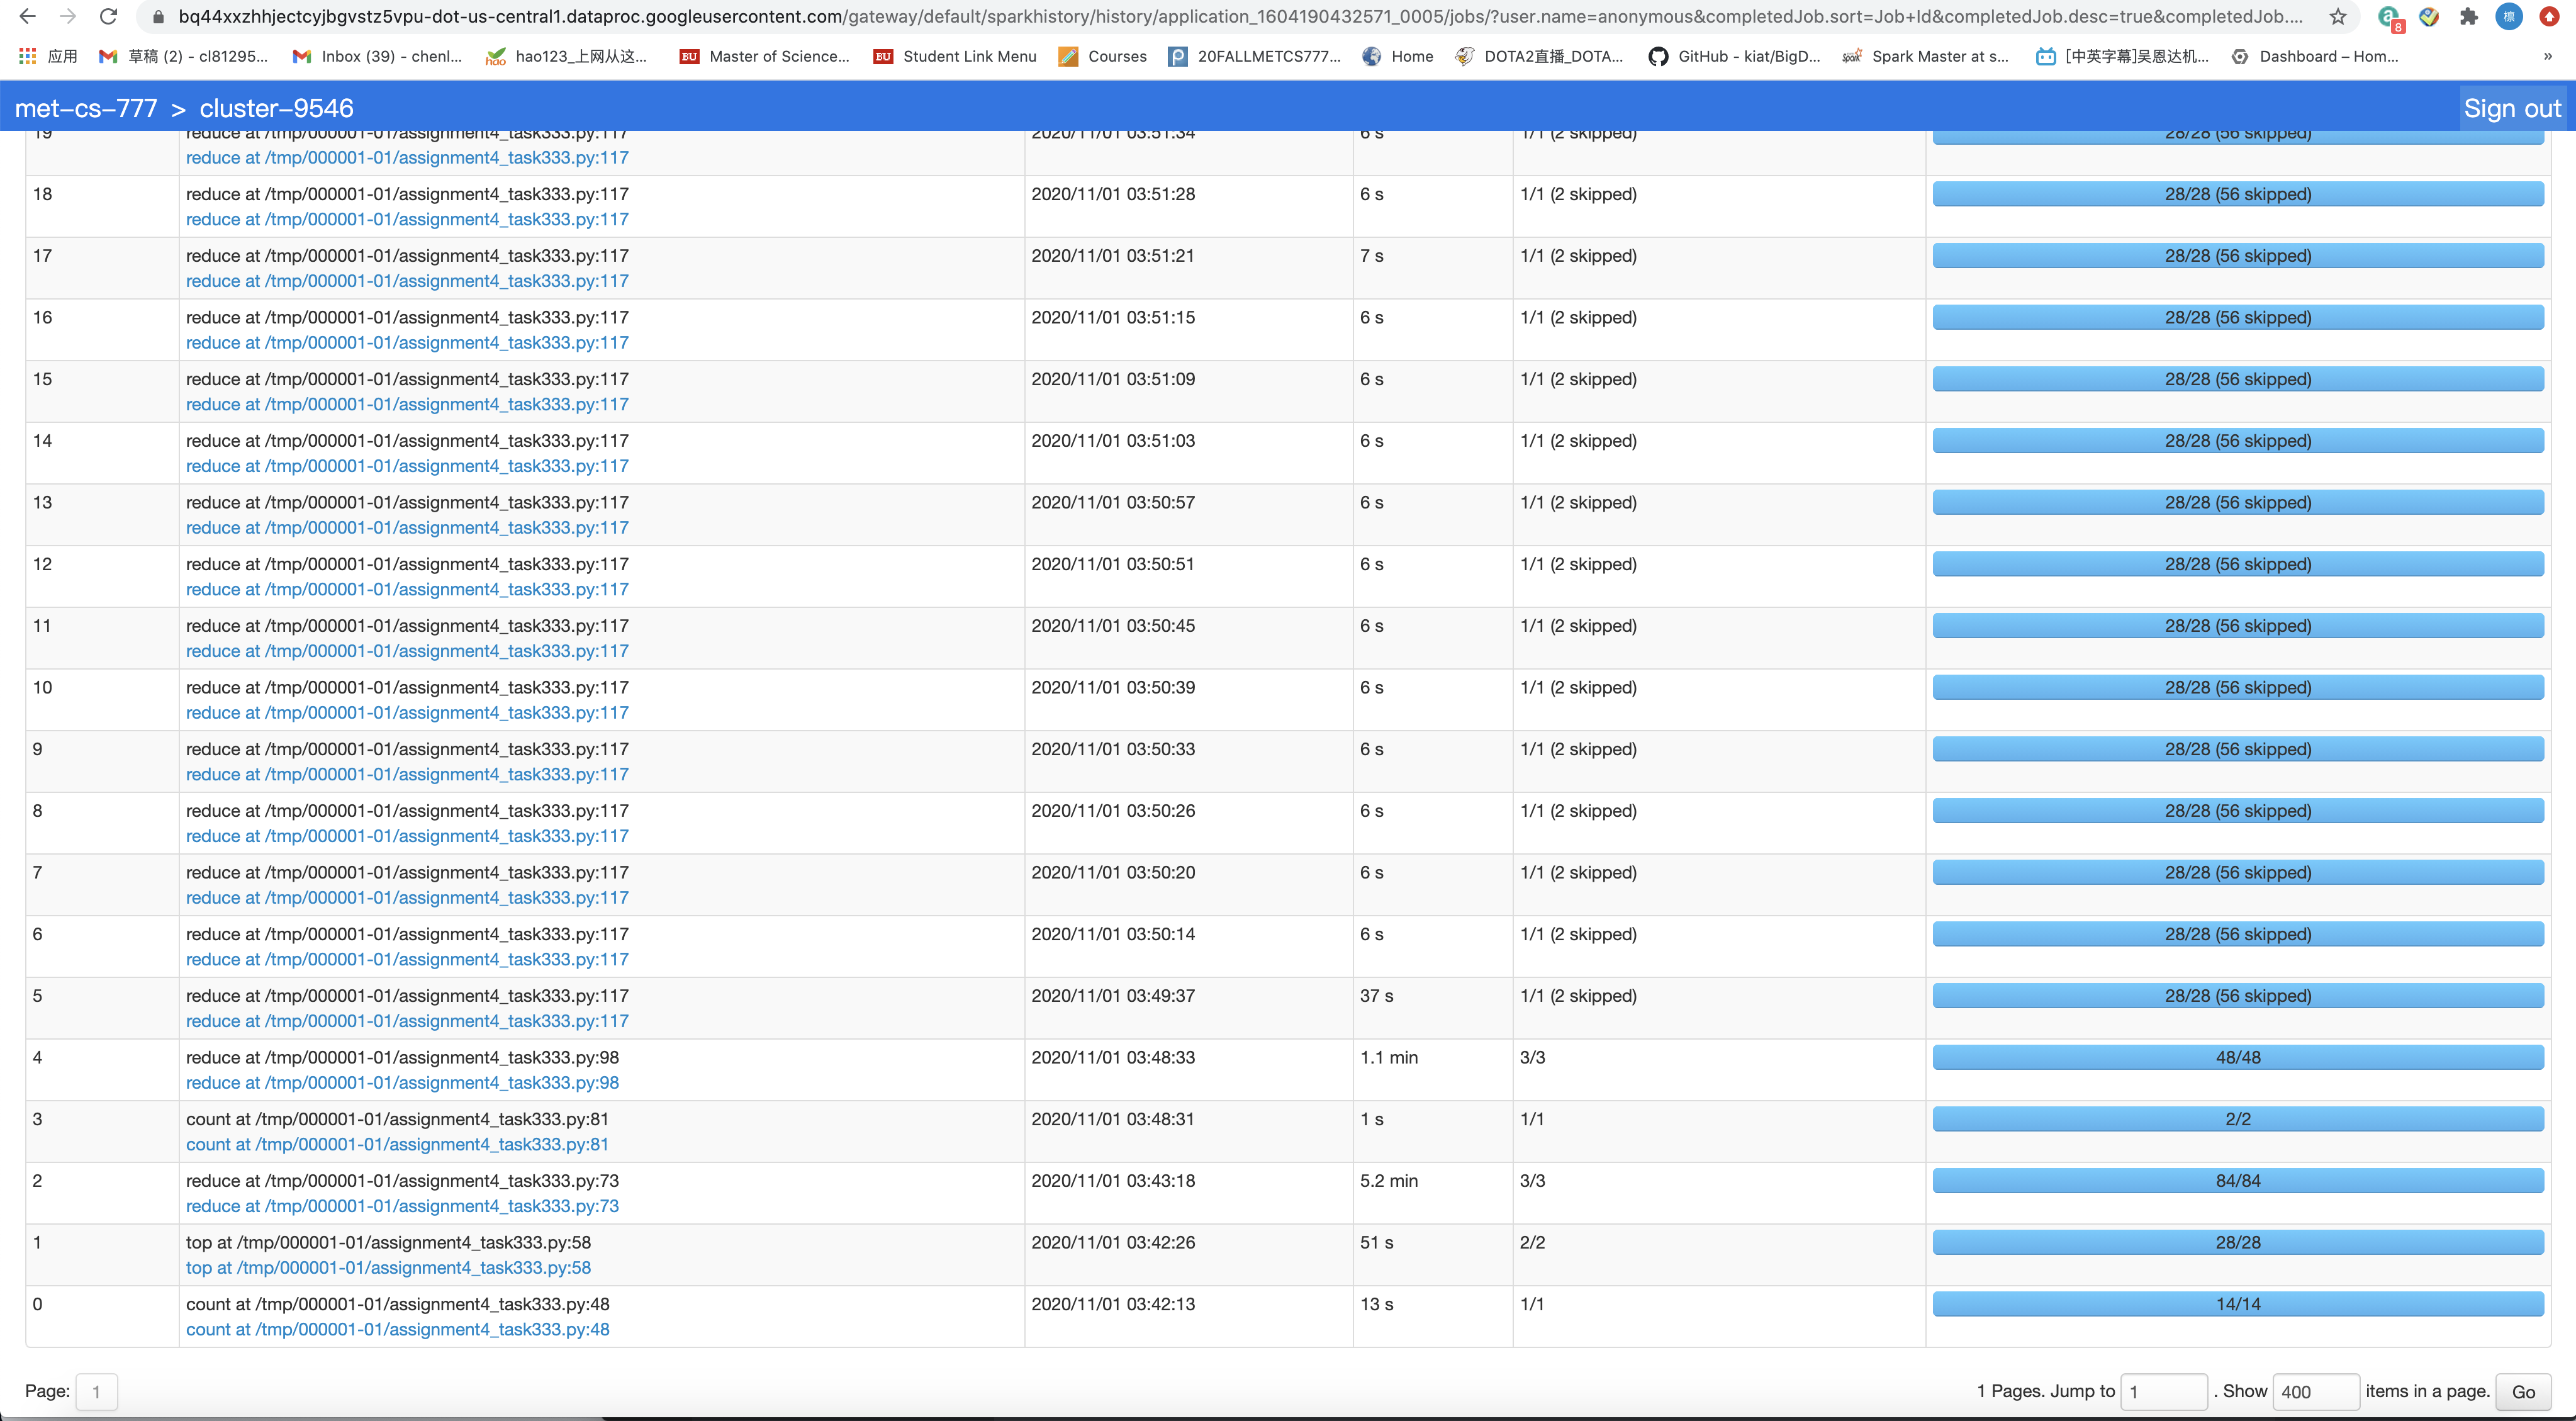 bq44xxzhhjectcyjbgvstz5vpu-dot-us-central1.dataproc.googleusercontent.com/gateway/default/sparkhistory/history/application_1604190432571_0005/jobs/?user.name=anonymous&completedJob.sort=Job+Id&completedJob.desc=true&completedJob....
8
应用 草稿 (2) - cl81295... Inbox (39) - chenl... hao123_上网从这... BU Master of Science... BU Student Link Menu Courses 20FALLMETCS777... Home DOTA2直播_DOTA... GitHub - kiat/BigD... Spark Master at s... [中英字幕]吴恩达机... Dashboard – Hom... »
met-cs-777 > cluster-9546 Sign out
19 reduce at /tmp/000001-01/assignment4_task333.py:117 2020/11/01 03:51:34 6 s 1/1 (2 skipped) 28/28 (56 skipped)
reduce at /tmp/000001-01/assignment4_task333.py:117
18 reduce at /tmp/000001-01/assignment4_task333.py:117 2020/11/01 03:51:28 6 s 1/1 (2 skipped) 28/28 (56 skipped)
reduce at /tmp/000001-01/assignment4_task333.py:117
17 reduce at /tmp/000001-01/assignment4_task333.py:117 2020/11/01 03:51:21 7 s 1/1 (2 skipped) 28/28 (56 skipped)
reduce at /tmp/000001-01/assignment4_task333.py:117
16 reduce at /tmp/000001-01/assignment4_task333.py:117 2020/11/01 03:51:15 6 s 1/1 (2 skipped) 28/28 (56 skipped)
reduce at /tmp/000001-01/assignment4_task333.py:117
15 reduce at /tmp/000001-01/assignment4_task333.py:117 2020/11/01 03:51:09 6 s 1/1 (2 skipped) 28/28 (56 skipped)
reduce at /tmp/000001-01/assignment4_task333.py:117
14 reduce at /tmp/000001-01/assignment4_task333.py:117 2020/11/01 03:51:03 6 s 1/1 (2 skipped) 28/28 (56 skipped)
reduce at /tmp/000001-01/assignment4_task333.py:117
13 reduce at /tmp/000001-01/assignment4_task333.py:117 2020/11/01 03:50:57 6 s 1/1 (2 skipped) 28/28 (56 skipped)
reduce at /tmp/000001-01/assignment4_task333.py:117
12 reduce at /tmp/000001-01/assignment4_task333.py:117 2020/11/01 03:50:51 6 s 1/1 (2 skipped) 28/28 (56 skipped)
reduce at /tmp/000001-01/assignment4_task333.py:117
11 reduce at /tmp/000001-01/assignment4_task333.py:117 2020/11/01 03:50:45 6 s 1/1 (2 skipped) 28/28 (56 skipped)
reduce at /tmp/000001-01/assignment4_task333.py:117
10 reduce at /tmp/000001-01/assignment4_task333.py:117 2020/11/01 03:50:39 6 s 1/1 (2 skipped) 28/28 (56 skipped)
reduce at /tmp/000001-01/assignment4_task333.py:117
9 reduce at /tmp/000001-01/assignment4_task333.py:117 2020/11/01 03:50:33 6 s 1/1 (2 skipped) 28/28 (56 skipped)
reduce at /tmp/000001-01/assignment4_task333.py:117
8 reduce at /tmp/000001-01/assignment4_task333.py:117 2020/11/01 03:50:26 6 s 1/1 (2 skipped) 28/28 (56 skipped)
reduce at /tmp/000001-01/assignment4_task333.py:117
7 reduce at /tmp/000001-01/assignment4_task333.py:117 2020/11/01 03:50:20 6 s 1/1 (2 skipped) 28/28 (56 skipped)
reduce at /tmp/000001-01/assignment4_task333.py:117
6 reduce at /tmp/000001-01/assignment4_task333.py:117 2020/11/01 03:50:14 6 s 1/1 (2 skipped) 28/28 (56 skipped)
reduce at /tmp/000001-01/assignment4_task333.py:117
5 reduce at /tmp/000001-01/assignment4_task333.py:117 2020/11/01 03:49:37 37 s 1/1 (2 skipped) 28/28 (56 skipped)
reduce at /tmp/000001-01/assignment4_task333.py:117
4 reduce at /tmp/000001-01/assignment4_task333.py:98 2020/11/01 03:48:33 1.1 min 3/3 48/48
reduce at /tmp/000001-01/assignment4_task333.py:98
3 count at /tmp/000001-01/assignment4_task333.py:81 2020/11/01 03:48:31 1 s 1/1 2/2
count at /tmp/000001-01/assignment4_task333.py:81
2 reduce at /tmp/000001-01/assignment4_task333.py:73 2020/11/01 03:43:18 5.2 min 3/3 84/84
reduce at /tmp/000001-01/assignment4_task333.py:73
1 top at /tmp/000001-01/assignment4_task333.py:58 2020/11/01 03:42:26 51 s 2/2 28/28
top at /tmp/000001-01/assignment4_task333.py:58
0 count at /tmp/000001-01/assignment4_task333.py:48 2020/11/01 03:42:13 13 s 1/1 14/14
count at /tmp/000001-01/assignment4_task333.py:48
Page: 1 1 Pages. Jump to 1 . Show 400 items in a page. Go